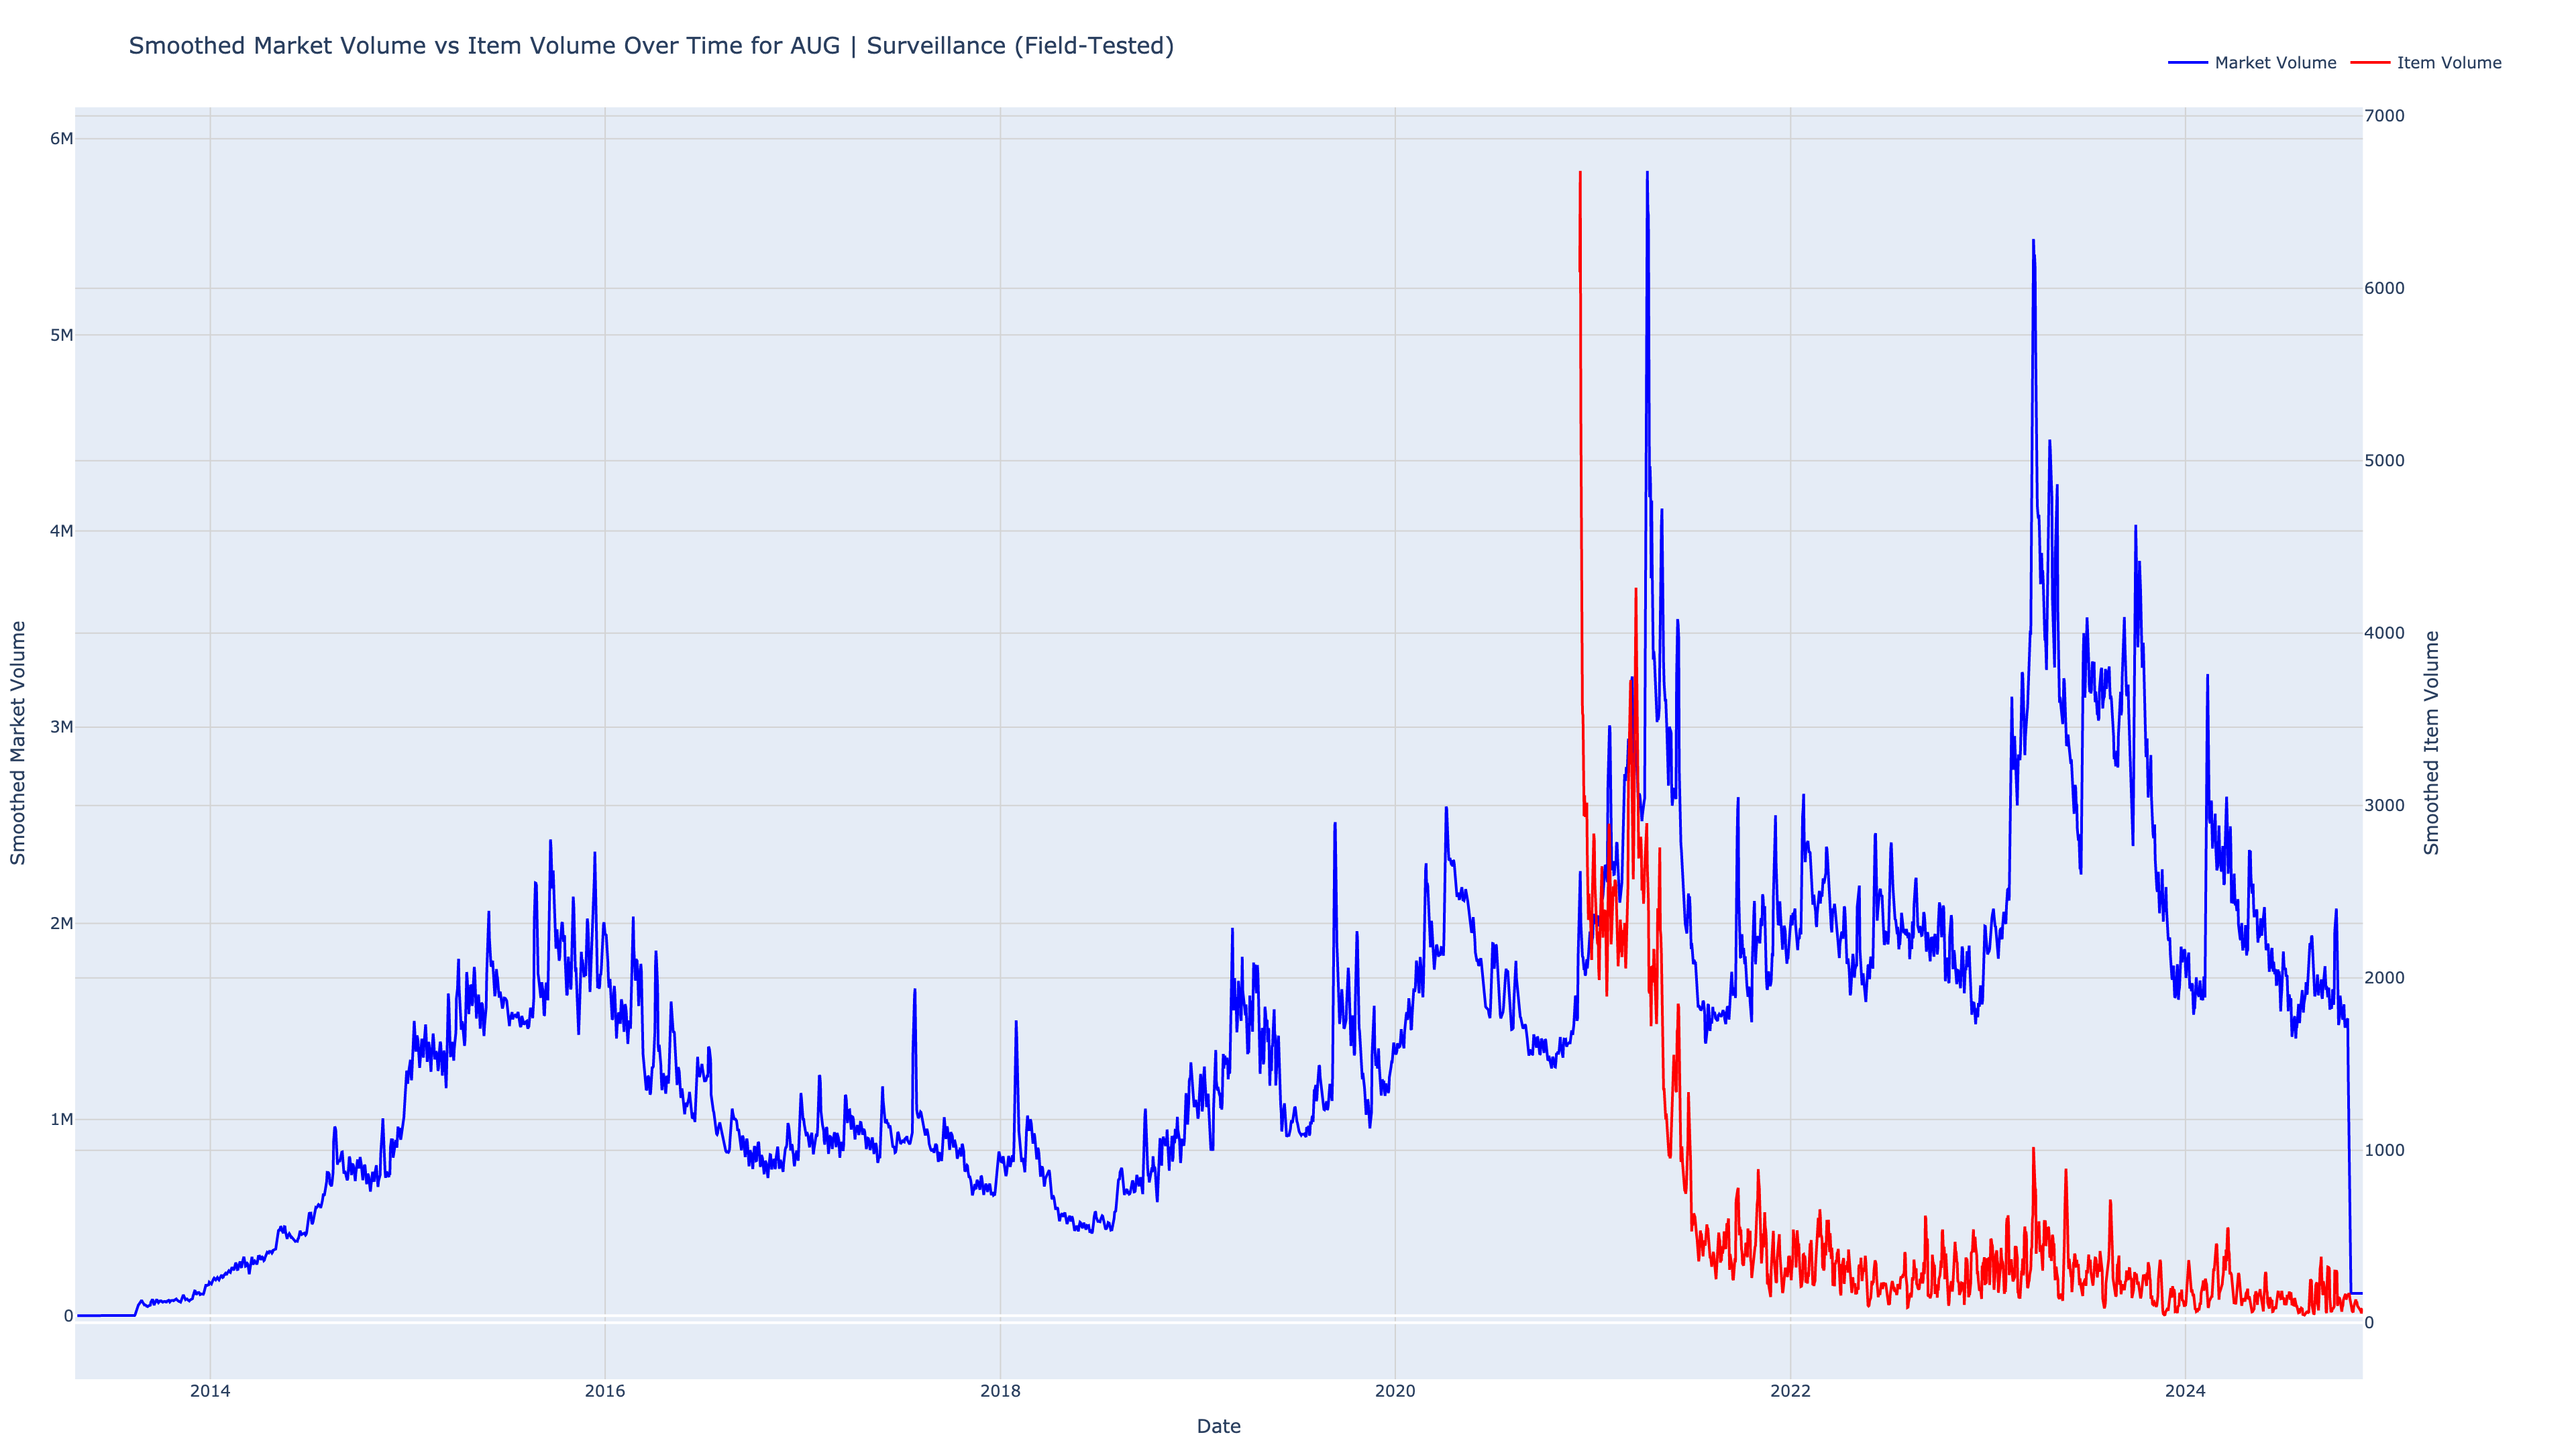 Smoothed Market Volume vs Item Volume Over Time for AUG | Surveillance (Field-Tested)
Market Volume
Item Volume
6M
5M
4M
3M
2M
1M
0
Smoothed Market Volume
7000
6000
5000
4000
3000
2000
1000
0
Smoothed Item Volume
2014
2016
2018
2020
2022
2024
Date